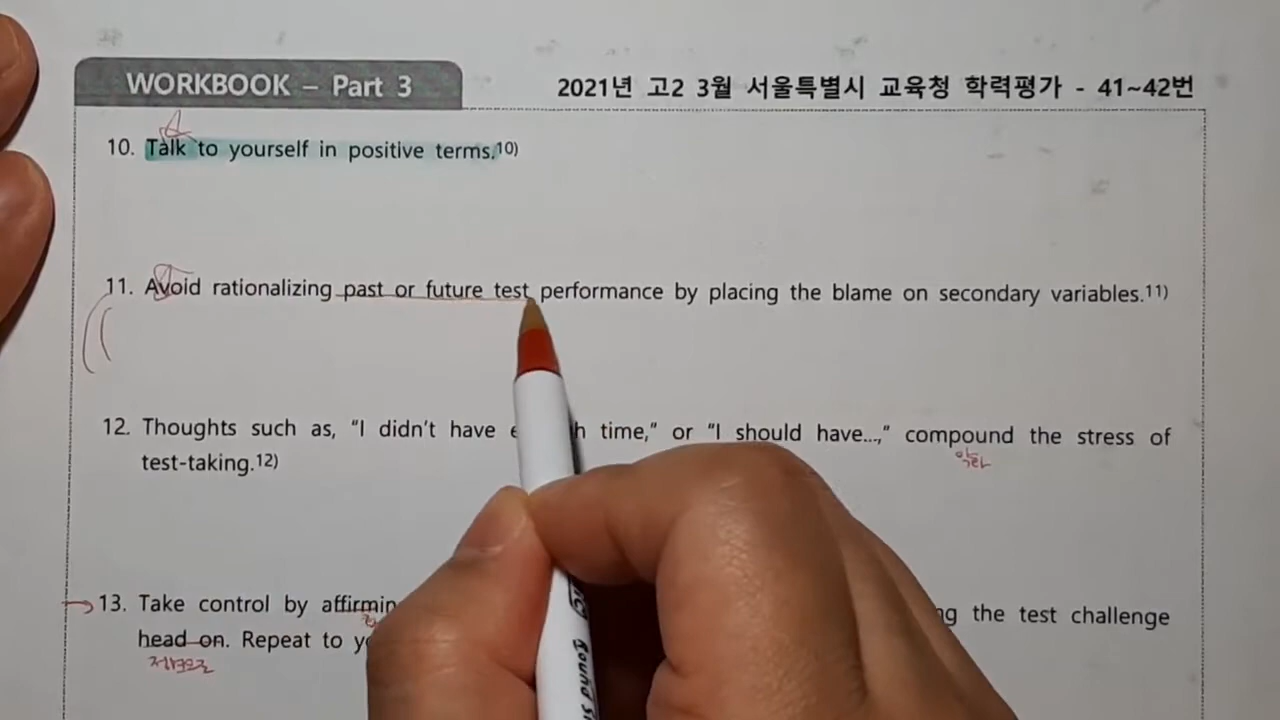 WORKBOOK – Part 3
2021년 고2 3월 서울특별시 교육청 학력평가 - 41~42번
10. Talk to yourself in positive terms.10)
11. Avoid rationalizing past or future test performance by placing the blame on secondary variables.11)
12. Thoughts such as, “I didn’t have time,” or “I should have...,” compound the stress of
악화
test-taking.12)
13. Take control by the test challenge
head on. Repeat to
정면으로